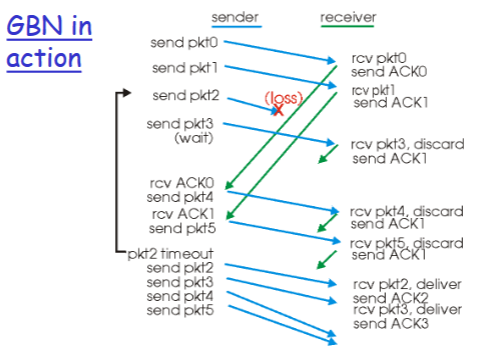 GBN in
action
sender
receiver
send pkt0
send pkt1
send pkt2
(loss)
X
send pkt3
(wait)
rcv ACK0
send pkt4
rcv ACK1
send pkt5
pkt2 timeout
send pkt2
send pkt3
send pkt4
send pkt5
rcv pkt0
send ACK0
rcv pkt1
send ACK1
rcv pkt3, discard
send ACK1
rcv pkt4, discard
send ACK1
rcv pkt5, discard
send ACK1
rcv pkt2, deliver
send ACK2
rcv pkt3, deliver
send ACK3